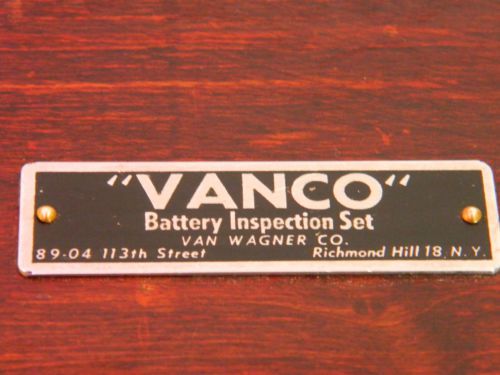 "VANCO"
Battery Inspection Set
VAN WAGNER CO.
89-04 113th Street Richmond Hill 18, N.Y.